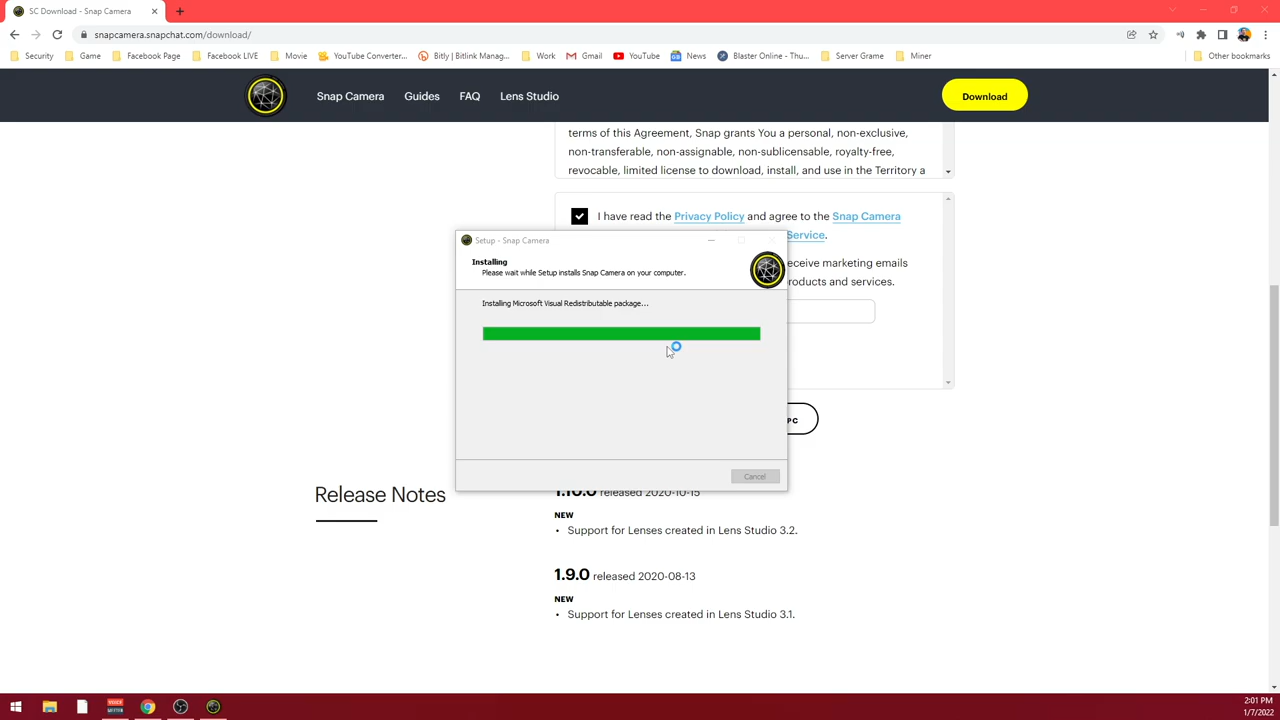 SC Download - Snap Camera
snapcamera.snapchat.com/download/
Security Game Facebook Page Facebook LIVE Movie YouTube Converter... Bitly | Bitlink Manag... Work Gmail YouTube News Blaster Online - Thu... Server Grame Miner Other bookmarks
Snap Camera Guides FAQ Lens Studio Download
terms of this Agreement, Snap grants You a personal, non-exclusive,
non-transferable, non-assignable, non-sublicensable, royalty-free,
revocable, limited license to download, install, and use in the Territory a
I have read the Privacy Policy and agree to the Snap Camera
Service.
eceive marketing emails
products and services.
Setup - Snap Camera
Installing
Please wait while Setup installs Snap Camera on your computer.
Installing Microsoft Visual Redistributable package...
PC
Cancel
Release Notes
1.10.0 released 2020-10-15
NEW
• Support for Lenses created in Lens Studio 3.2.
1.9.0 released 2020-08-13
NEW
• Support for Lenses created in Lens Studio 3.1.
2:01 PM
1/7/2022